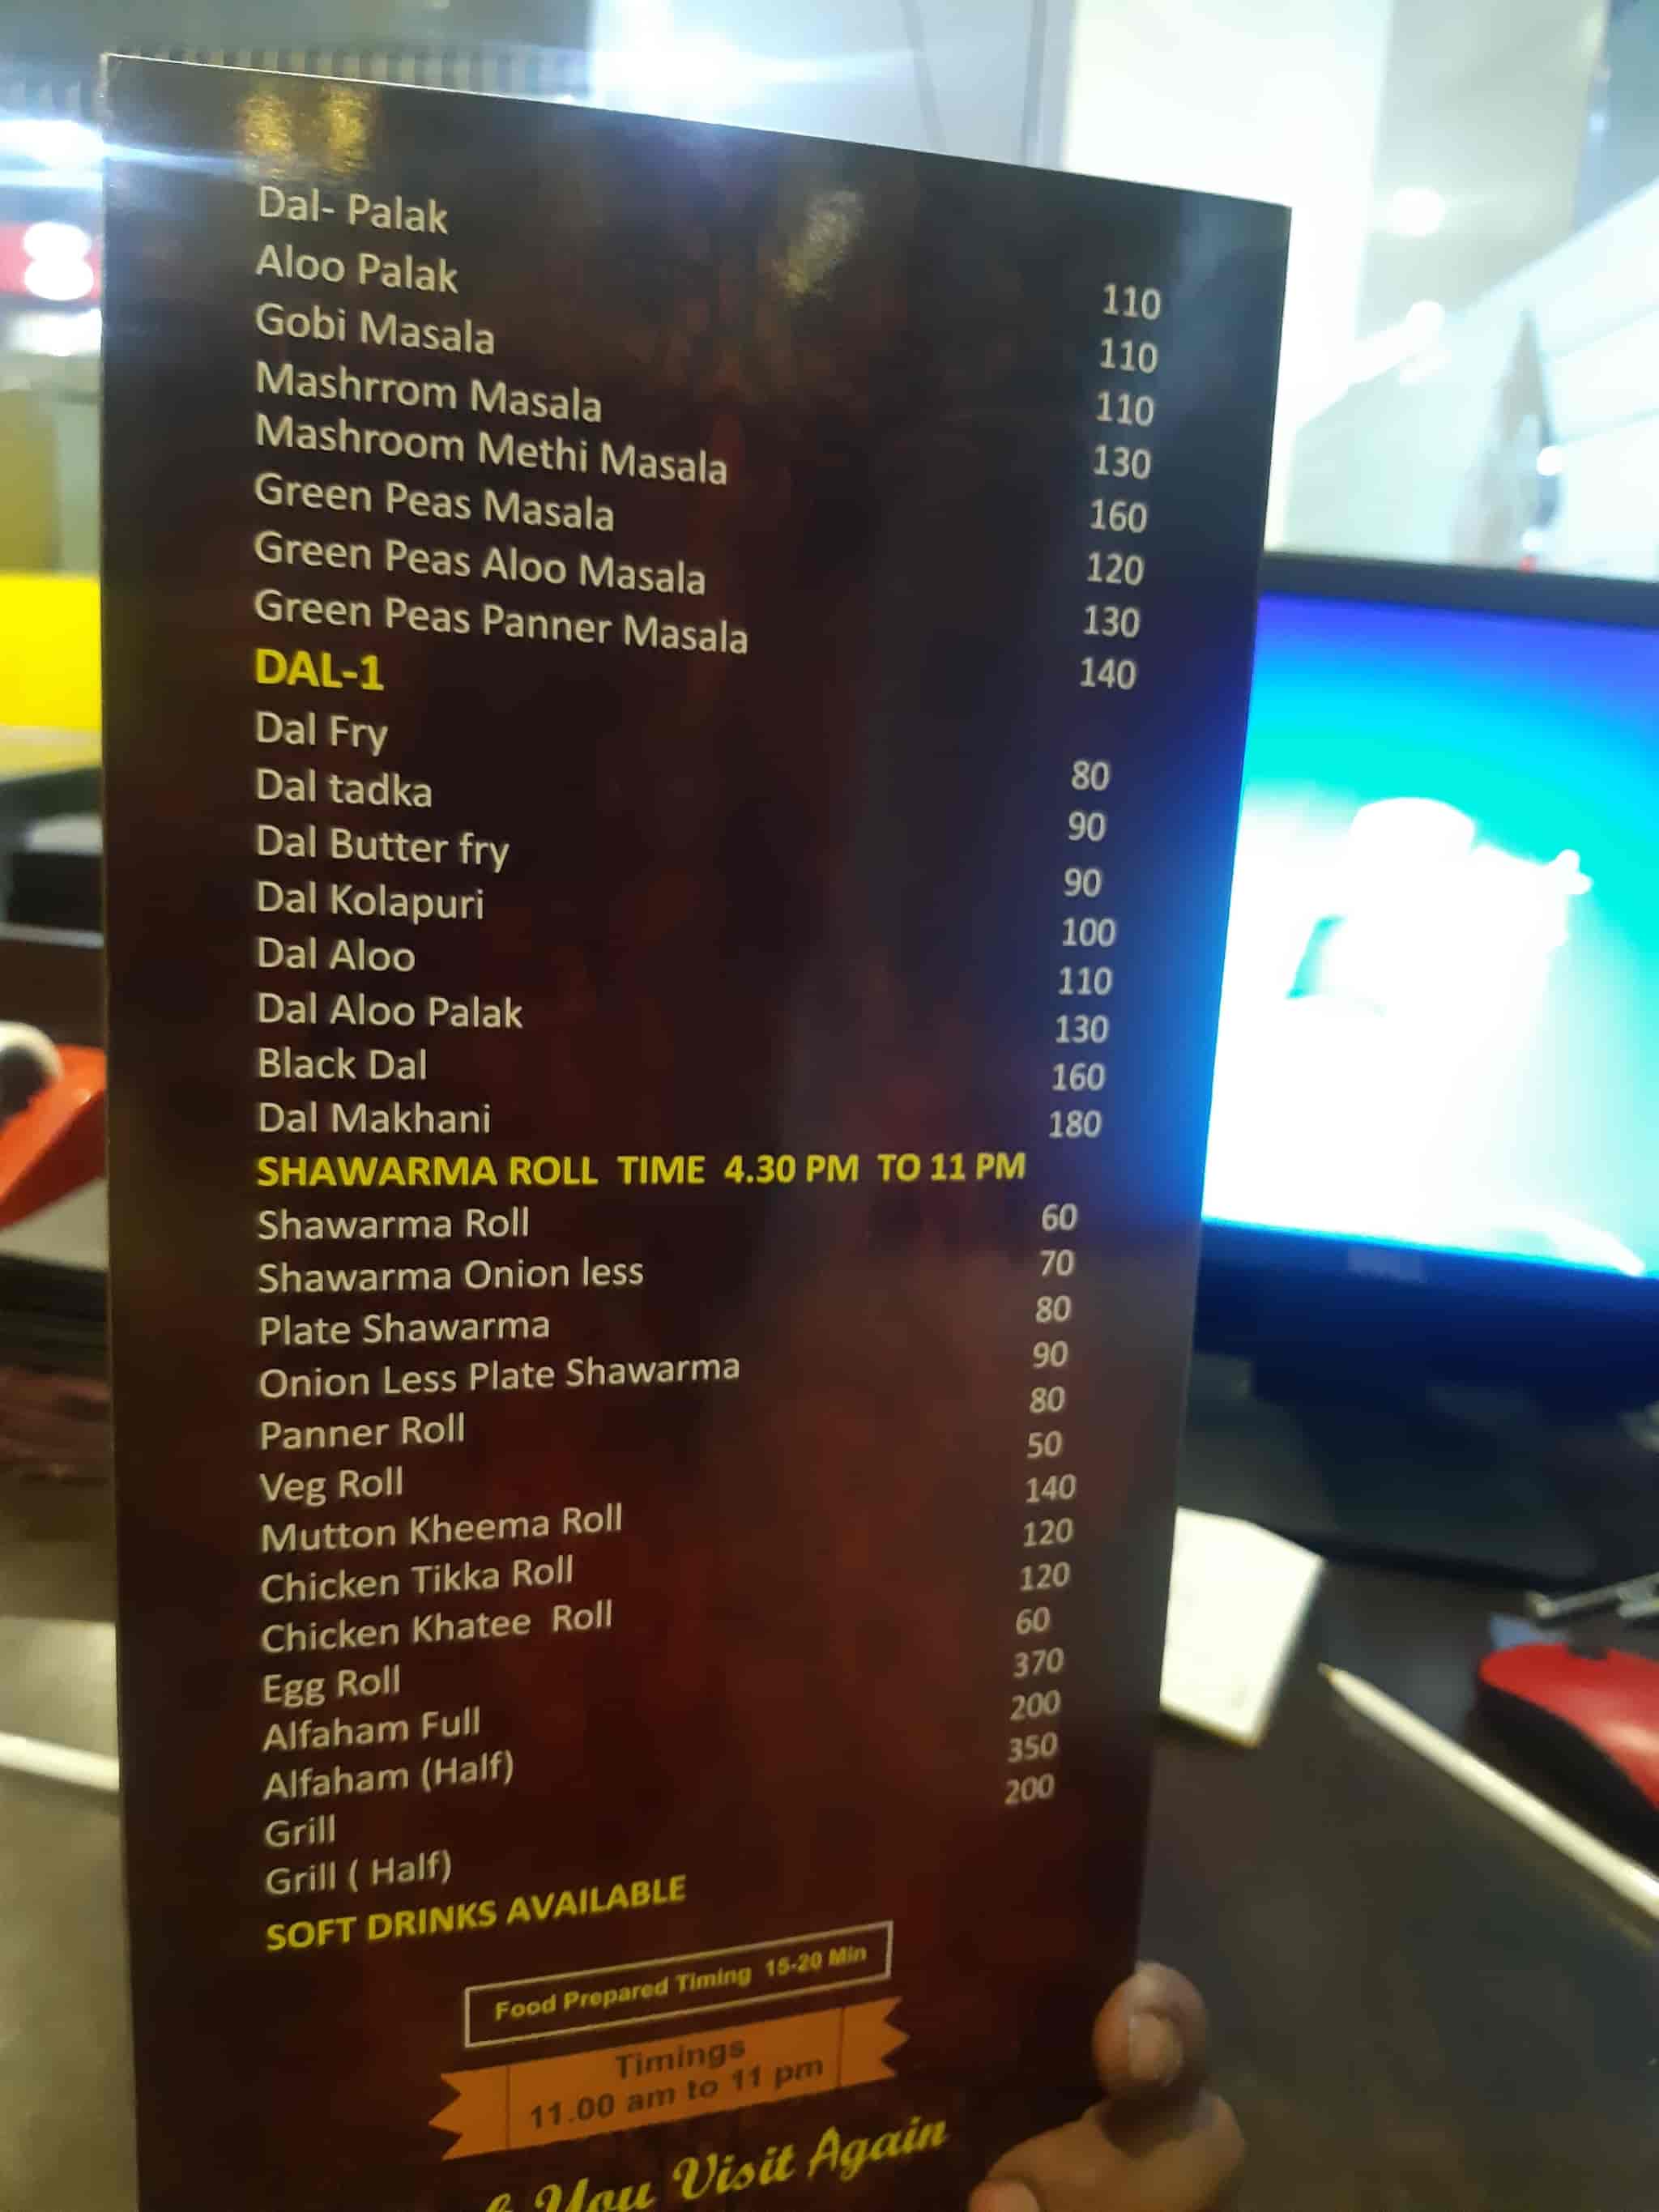 Dal- Palak 110
Aloo Palak 110
Gobi Masala 110
Mashrrom Masala 130
Mashroom Methi Masala 160
Green Peas Masala 120
Green Peas Aloo Masala 130
Green Peas Panner Masala 140
DAL-1
Dal Fry 80
Dal tadka 90
Dal Butter fry 90
Dal Kolapuri 100
Dal Aloo 110
Dal Aloo Palak 130
Black Dal 160
Dal Makhani 180
SHAWARMA ROLL TIME 4.30 PM TO 11 PM
Shawarma Roll 60
Shawarma Onion less 70
Plate Shawarma 80
Onion Less Plate Shawarma 90
Panner Roll 80
Veg Roll 50
Mutton Kheema Roll 140
Chicken Tikka Roll 120
Chicken Khatee Roll 120
Egg Roll 60
Alfaham Full 370
Alfaham (Half) 200
Grill 350
Grill ( Half) 200
SOFT DRINKS AVAILABLE
Food Prepared Timing 15-20 Min
Timings
11.00 am to 11 pm
You Visit Again